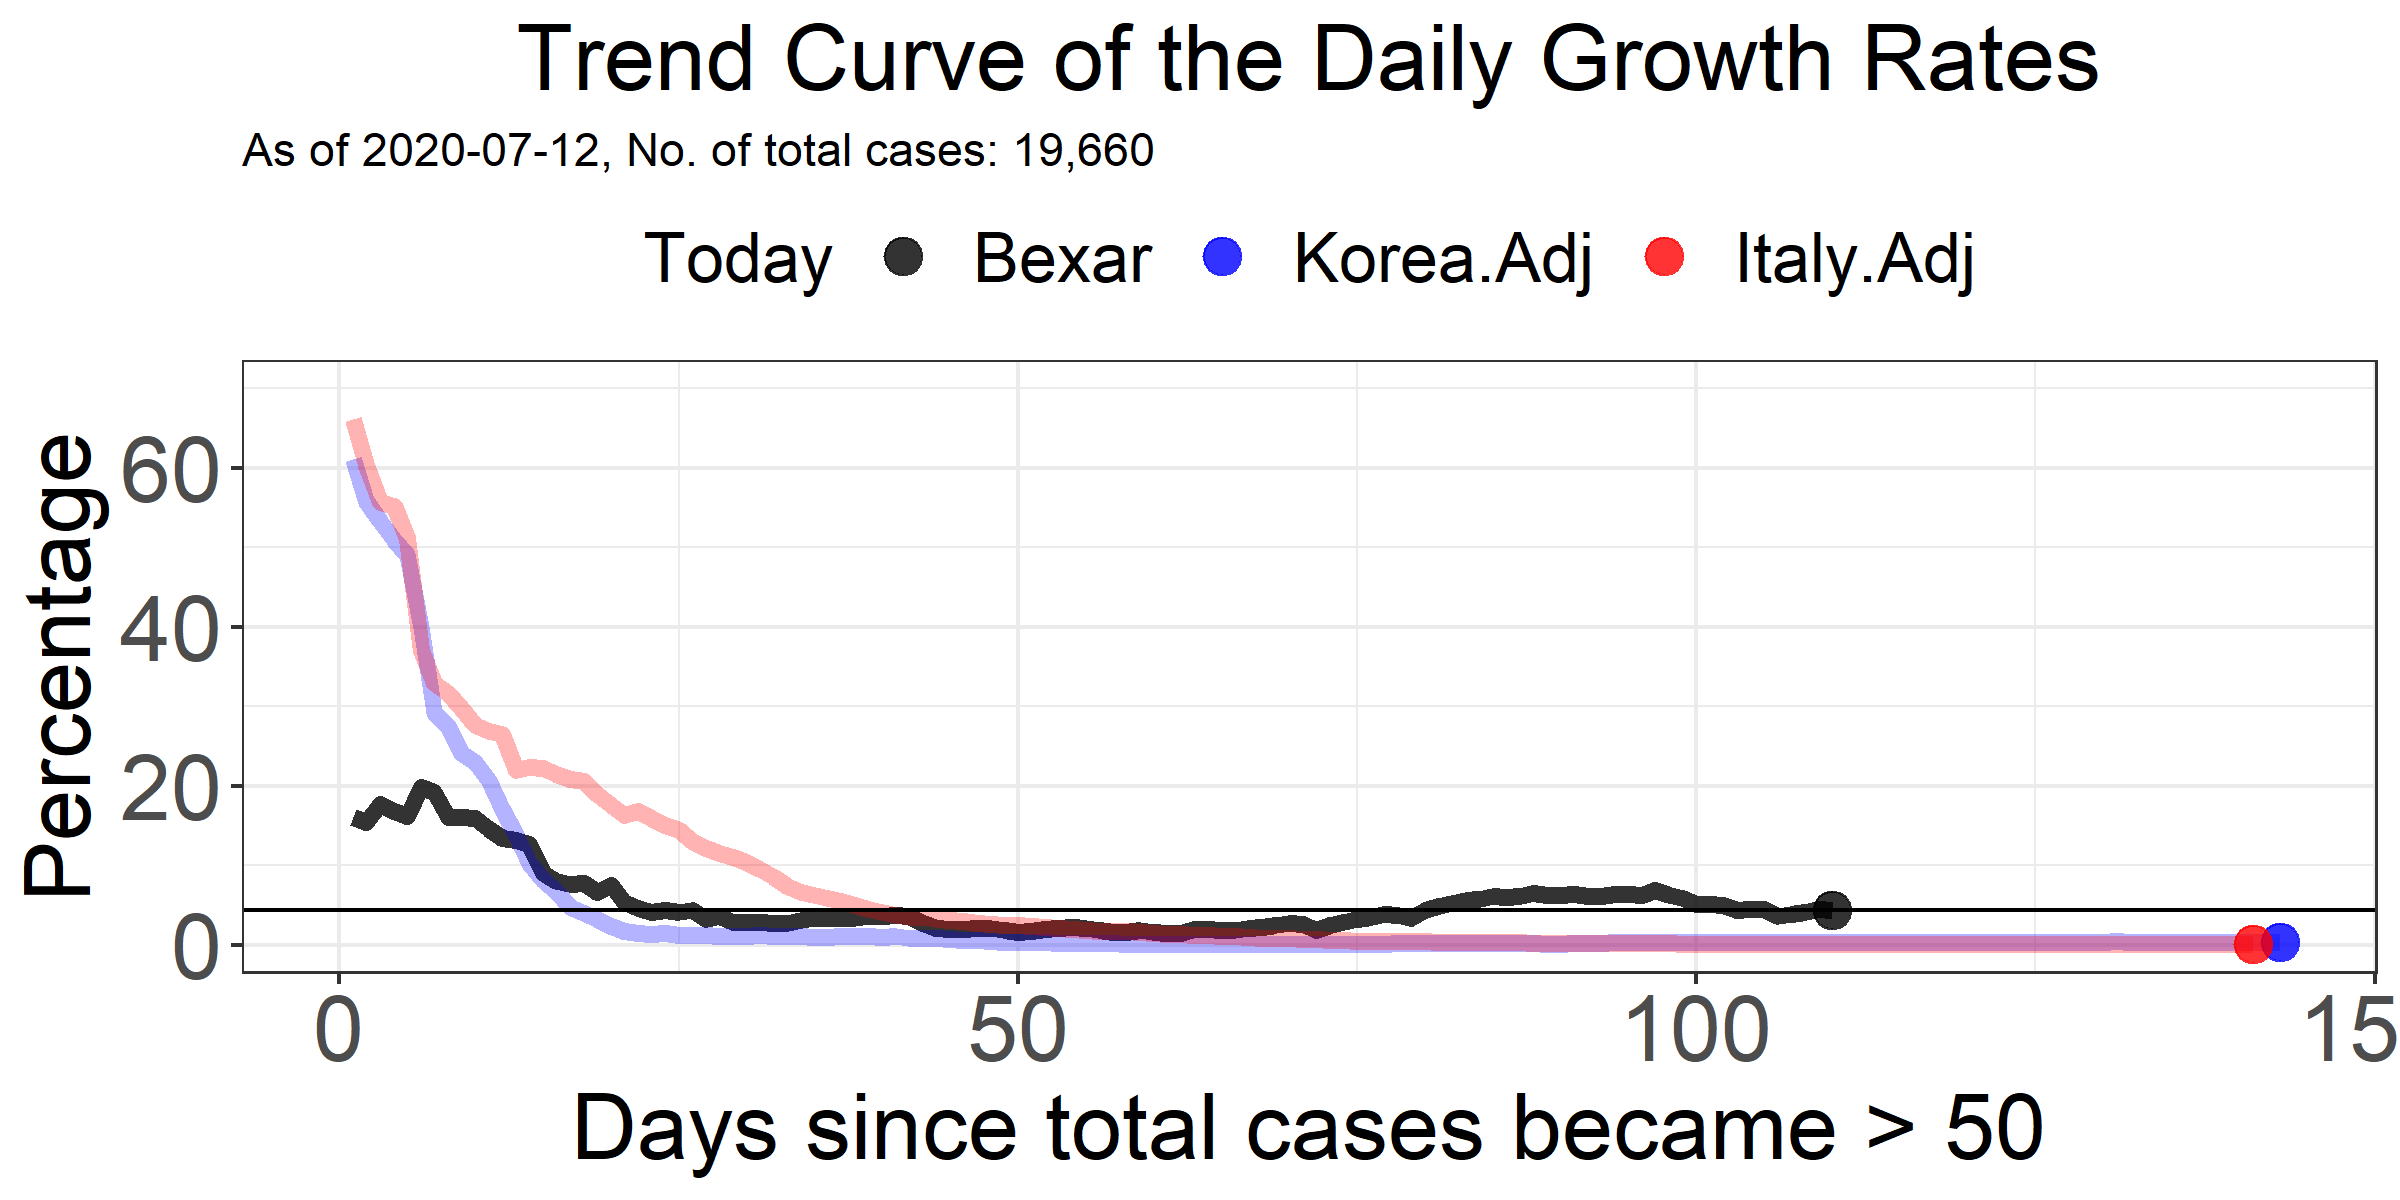 Trend Curve of the Daily Growth Rates
As of 2020-07-12, No. of total cases: 19,660
Today Bexar Korea.Adj Italy.Adj
Percentage
60
40
20
0
0 50 100 15
Days since total cases became > 50